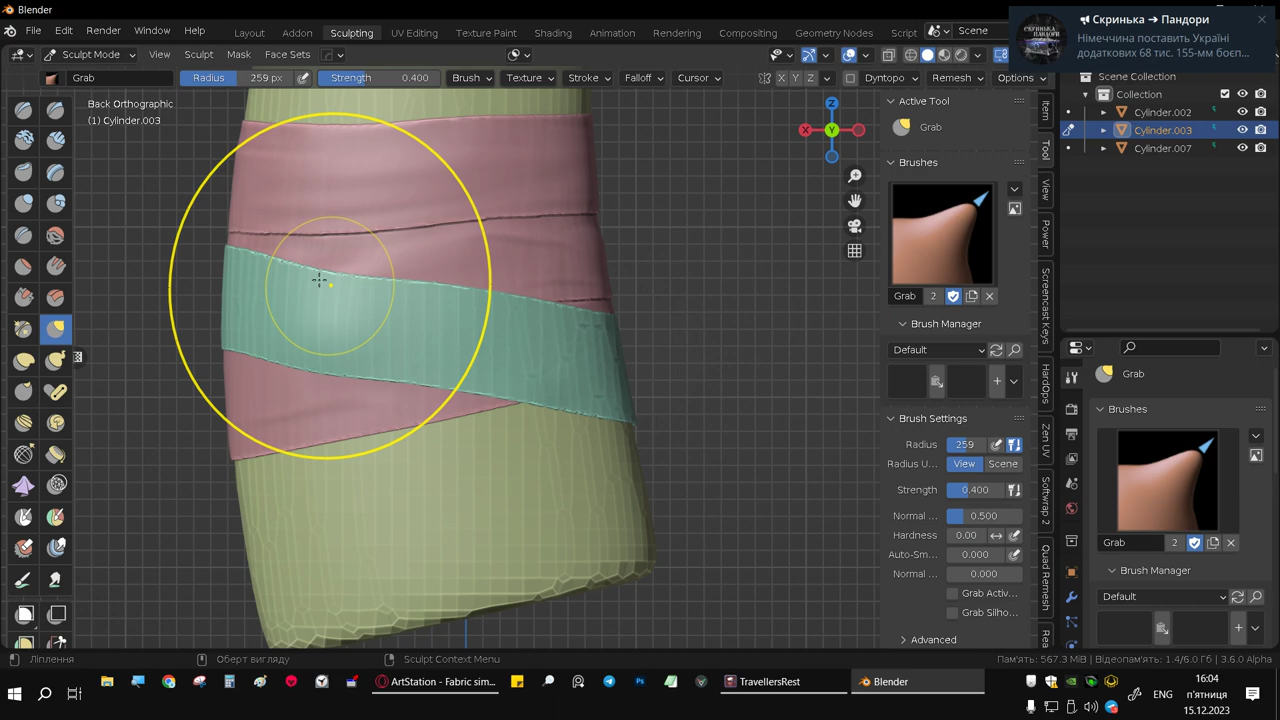 Blender
File Edit Render Window Help Layout Modeling Sculpting UV Editing Texture Paint Shading Animation Rendering Compositing Geometry Nodes Scripting Scene
Скринька ➔ Пандори
Німеччина поставить Україні
додаткових 68 тис. 155-мм боєп...
Sculpt Mode View Sculpt Mask Face Sets
Grab Radius 259 px Strength 0.400 Brush Texture Stroke Falloff Cursor X Y Z Dyntopo Remesh Options
Back Orthographic
(1) Cylinder.003
Z
X
Y
Active Tool
Grab
Brushes
Grab 2
Brush Manager
Default
Brush Settings
Radius 259
Radius U... View Scene
Strength 0.400
Normal ... 0.500
Hardness 0.00
Auto-Sm... 0.000
Normal ... 0.000
Grab Activ...
Grab Silho...
Advanced
Item
Tool
View
Power
Screencast Keys
HardOps
Zen UV
Softwrap 2
Quad Remesh
Rea
Scene Collection
Collection
Cylinder.002
Cylinder.003
Cylinder.007
Grab
Brushes
Grab 2
Brush Manager
Default
Ліплення Оберт вигляду Sculpt Context Menu Пам'ять: 567.3 MiB | Відеопам'ять: 1.4/6.0 Гб | 3.6.0 Alpha
ArtStation - Fabric sim... Ps TravellersRest Blender ENG
16:04
п'ятниця
15.12.2023